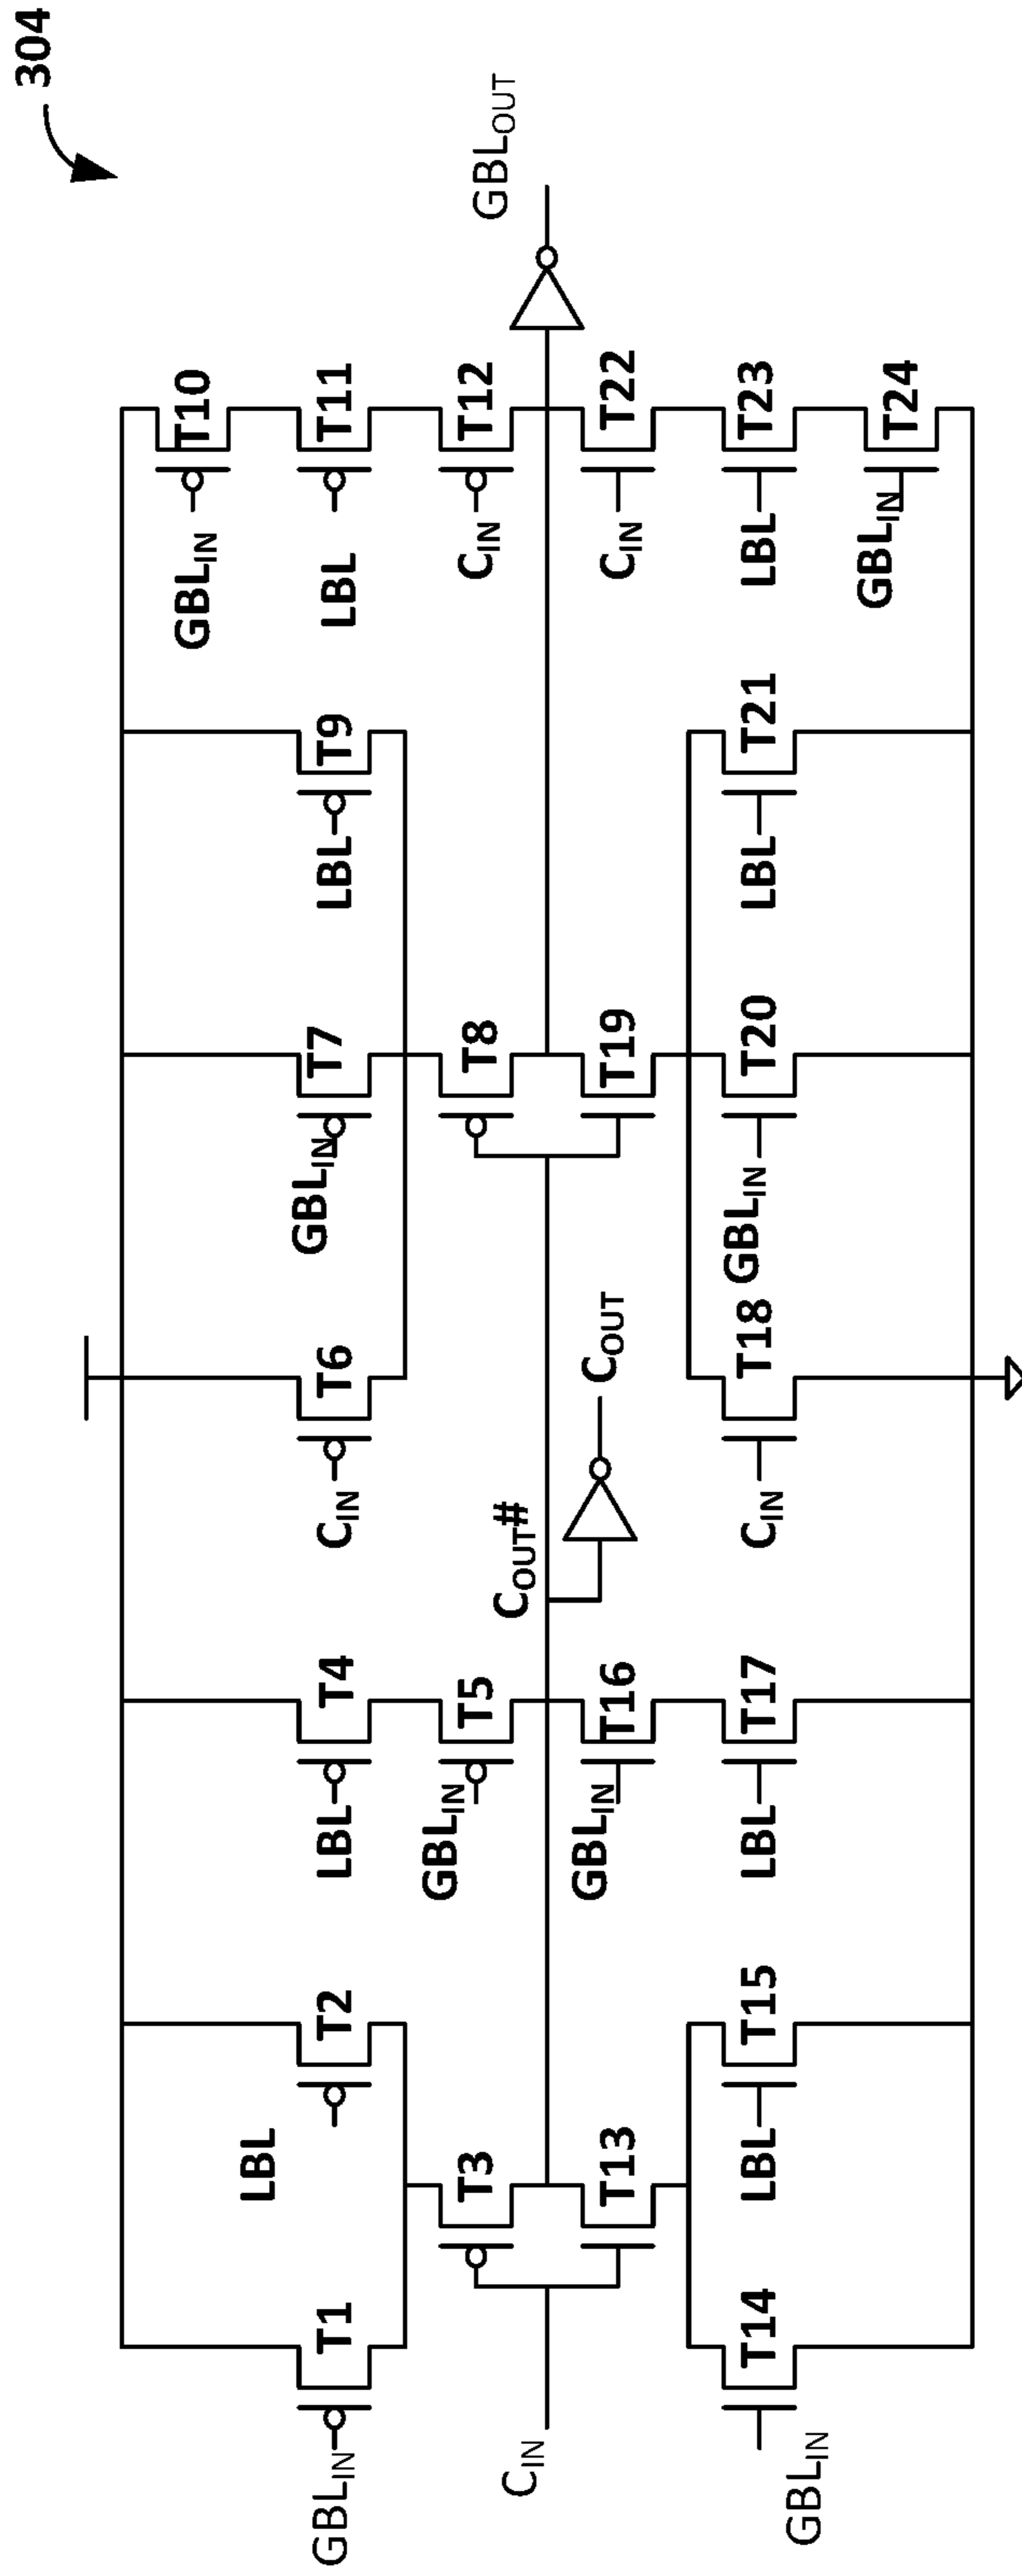 304
GBLIN
T1
LBL
T2
LBL
T4
CIN
T6
GBLIN
T7
LBL
T9
GBLIN
T10
LBL
T11
CIN
T3
GBLIN
T5
COUT#
COUT
T8
CIN
T12
GBLOUT
T13
GBLIN
T16
T19
CIN
T22
GBLIN
T14
LBL
T15
LBL
T17
CIN
T18
GBLIN
T20
LBL
T21
LBL
T23
GBLIN
T24